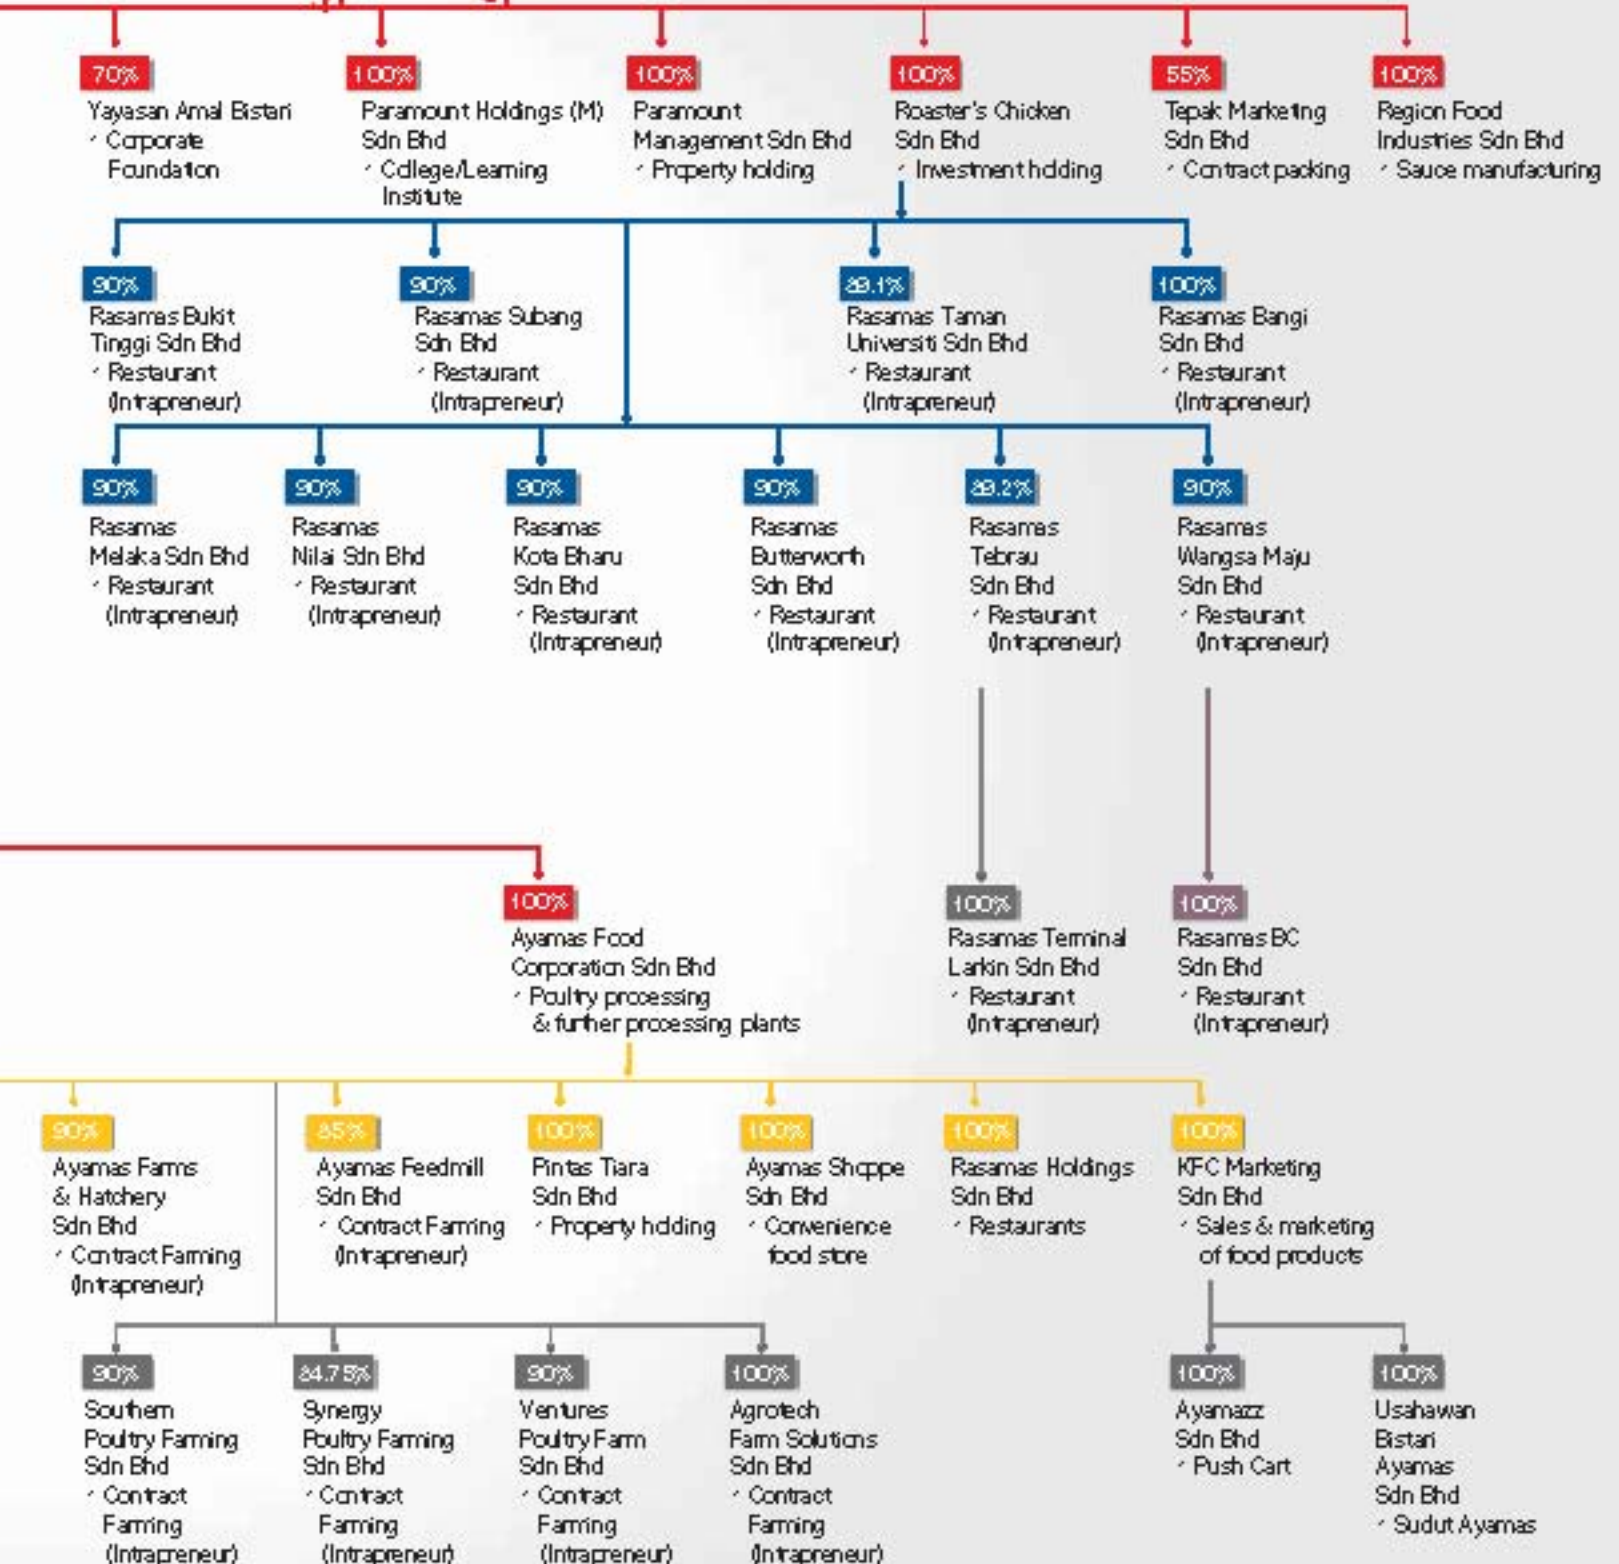 70%
Yayasan Amal Bistari
Corporate
Foundation
100%
Paramount Holdings (M)
Sdn Bhd
College/Learning
Institute
100%
Paramount
Management Sdn Bhd
Property holding
100%
Roaster's Chicken
Sdn Bhd
Investment holding
55%
Tepak Marketing
Sdn Bhd
Contract packing
100%
Region Food
Industries Sdn Bhd
Sauce manufacturing
90%
Rasamas Bukit
Tinggi Sdn Bhd
Restaurant
(Intrapreneur)
90%
Rasamas Subang
Sdn Bhd
Restaurant
(Intrapreneur)
89.1%
Rasamas Taman
Universiti Sdn Bhd
Restaurant
(Intrapreneur)
100%
Rasamas Bangi
Sdn Bhd
Restaurant
(Intrapreneur)
90%
Rasamas
Melaka Sdn Bhd
Restaurant
(Intrapreneur)
90%
Rasamas
Nilai Sdn Bhd
Restaurant
(Intrapreneur)
90%
Rasamas
Kota Bharu
Sdn Bhd
Restaurant
(Intrapreneur)
90%
Rasamas
Butterworth
Sdn Bhd
Restaurant
(Intrapreneur)
89.2%
Rasamas
Tebrau
Sdn Bhd
Restaurant
(Intrapreneur)
90%
Rasamas
Wangsa Maju
Sdn Bhd
Restaurant
(Intrapreneur)
100%
Ayamas Food
Corporation Sdn Bhd
Poultry processing
& further processing plants
100%
Rasamas Terminal
Larkin Sdn Bhd
Restaurant
(Intrapreneur)
100%
Rasamas BC
Sdn Bhd
Restaurant
(Intrapreneur)
90%
Ayamas Farms
& Hatchery
Sdn Bhd
Contract Farming
(Intrapreneur)
85%
Ayamas Feedmill
Sdn Bhd
Contract Farming
(Intrapreneur)
100%
Pintas Tiara
Sdn Bhd
Property holding
100%
Ayamas Shoppe
Sdn Bhd
Convenience
food store
100%
Rasamas Holdings
Sdn Bhd
Restaurants
100%
KFC Marketing
Sdn Bhd
Sales & marketing
of food products
90%
Southern
Poultry Farming
Sdn Bhd
Contract
Farming
(Intrapreneur)
84.75%
Synergy
Poultry Farming
Sdn Bhd
Contract
Farming
(Intrapreneur)
90%
Ventures
Poultry Farm
Sdn Bhd
Contract
Farming
(Intrapreneur)
100%
Agrotech
Farm Solutions
Sdn Bhd
Contract
Farming
(Intrapreneur)
100%
Ayamazz
Sdn Bhd
Push Cart
100%
Usahawan
Bistari
Ayamas
Sdn Bhd
Sudut Ayamas